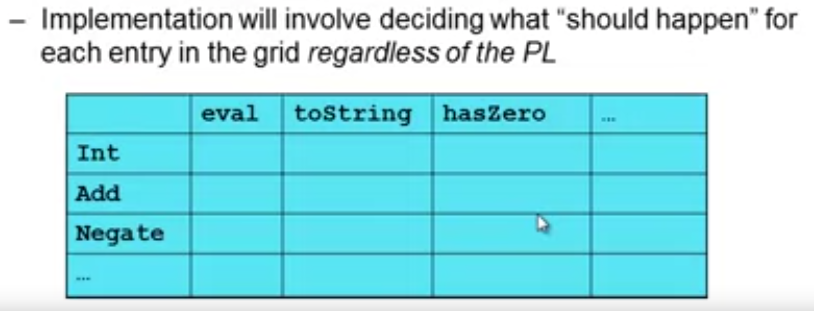 – Implementation will involve deciding what "should happen" for
each entry in the grid regardless of the PL
eval toString hasZero ...
Int
Add
Negate
...